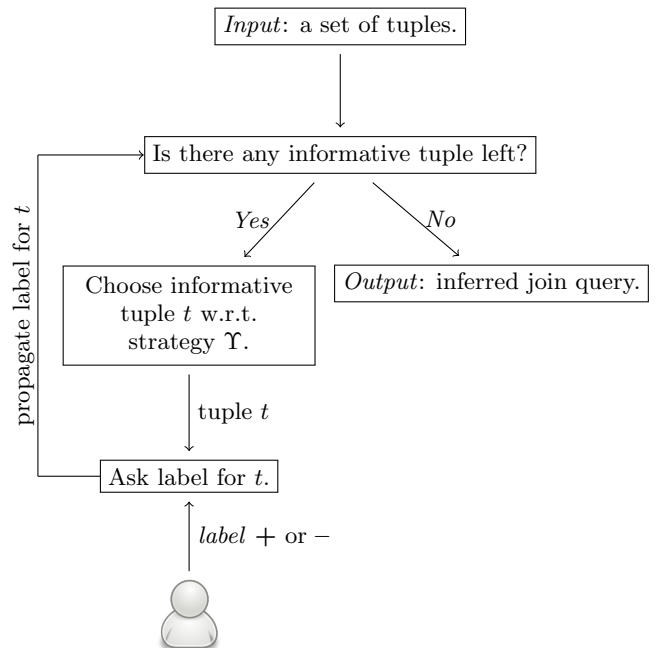 Input: a set of tuples.
Is there any informative tuple left?
Yes
No
Choose informative
tuple t w.r.t.
strategy ϒ.
Output: inferred join query.
propagate label for t
tuple t
Ask label for t.
label + or −